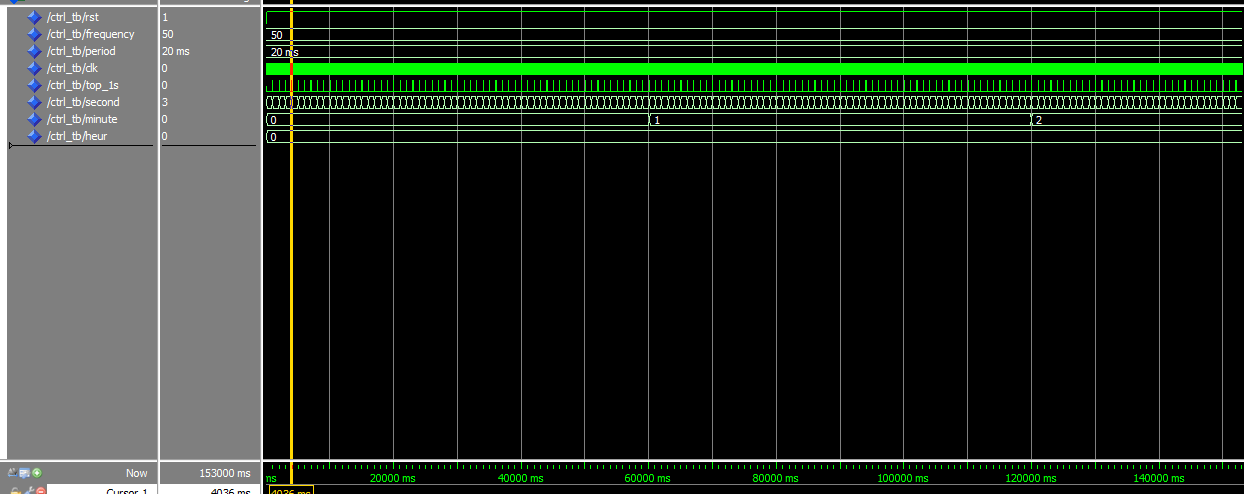 /ctrl_tb/rst 1
/ctrl_tb/frequency 50 50
/ctrl_tb/period 20 ms 20 ms
/ctrl_tb/clk 0
/ctrl_tb/top_1s 0
/ctrl_tb/second 3
/ctrl_tb/minute 0 0 1 2
/ctrl_tb/heur 0 0
Now 153000 ms ms 20000 ms 40000 ms 60000 ms 80000 ms 100000 ms 120000 ms 140000 ms
Cursor 1 4036 ms 4036 ms